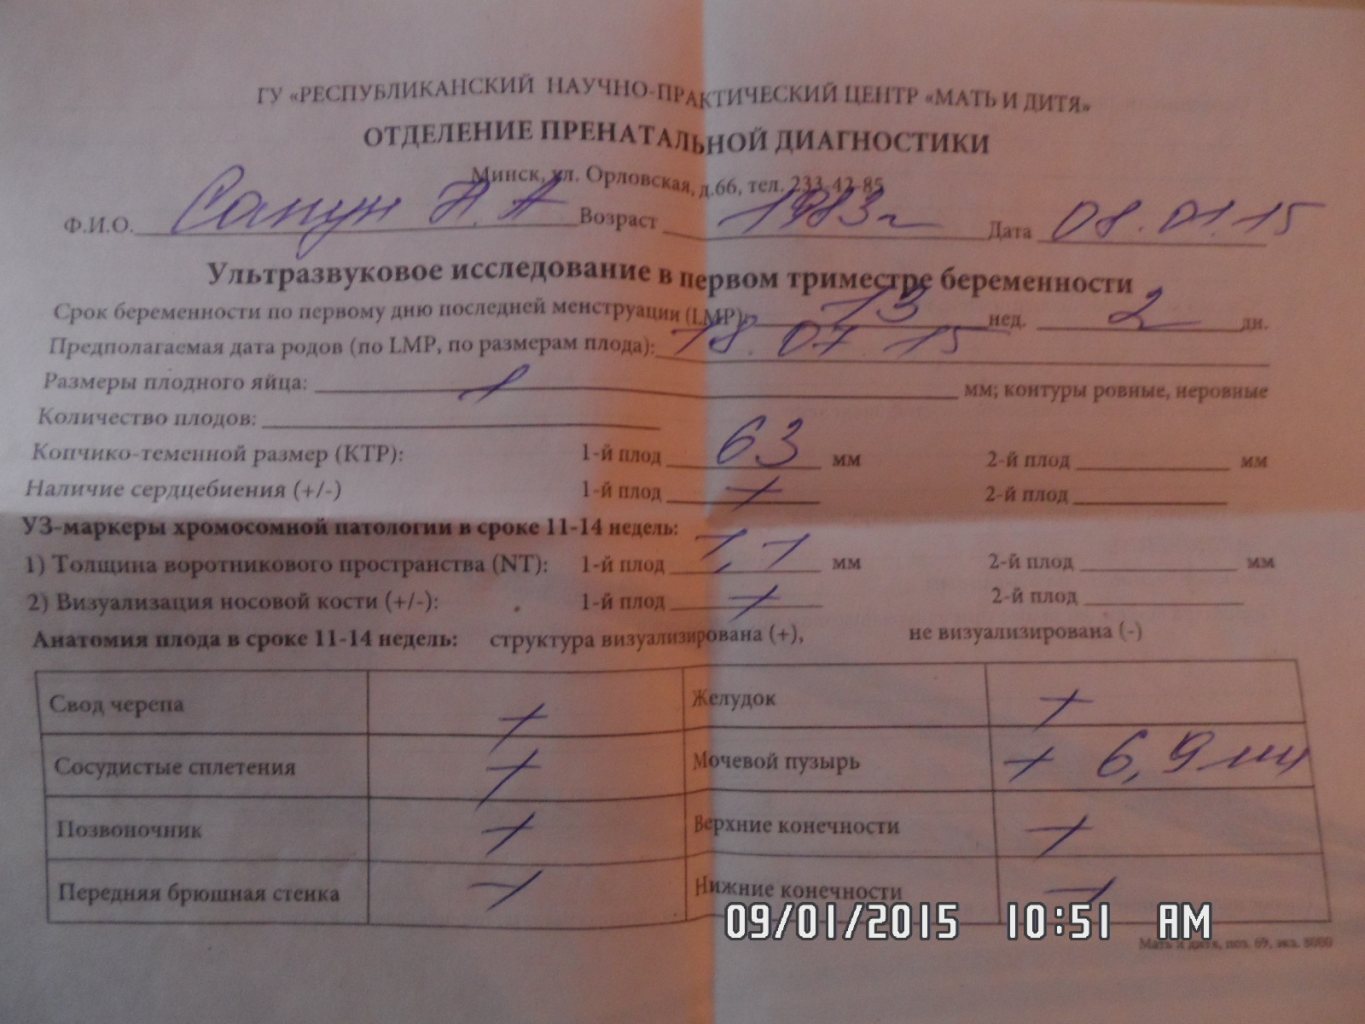 ГУ «РЕСПУБЛИКАНСКИЙ НАУЧНО-ПРАКТИЧЕСКИЙ ЦЕНТР «МАТЬ И ДИТЯ»
ОТДЕЛЕНИЕ ПРЕНАТАЛЬНОЙ ДИАГНОСТИКИ
Минск, ул. Орловская, д.66, тел. 233-42-85
Ф.И.О. Сапун Н.А Возраст 1983г Дата 08.01.15
Ультразвуковое исследование в первом триместре беременности
Срок беременности по первому дню последней менструации (LMP): 13 нед. 2 дн.
Предполагаемая дата родов (по LMP, по размерам плода): 18.07.15
Размеры плодного яйца: мм; контуры ровные, неровные
Количество плодов: 1
Копчико-теменной размер (КТР): 1-й плод 63 мм 2-й плод мм
Наличие сердцебиения (+/-) 1-й плод + 2-й плод
УЗ-маркеры хромосомной патологии в сроке 11-14 недель:
1) Толщина воротникового пространства (NT): 1-й плод 1,1 мм 2-й плод мм
2) Визуализация носовой кости (+/-): 1-й плод + 2-й плод
Анатомия плода в сроке 11-14 недель: структура визуализирована (+), не визуализирована (-)
Свод черепа + Желудок +
Сосудистые сплетения + Мочевой пузырь + 6,9 мм
Позвоночник + Верхние конечности +
Передняя брюшная стенка + Нижние конечности +
09/01/2015 10:51 AM
Мать и дитя, поз. 69, экз. 8000